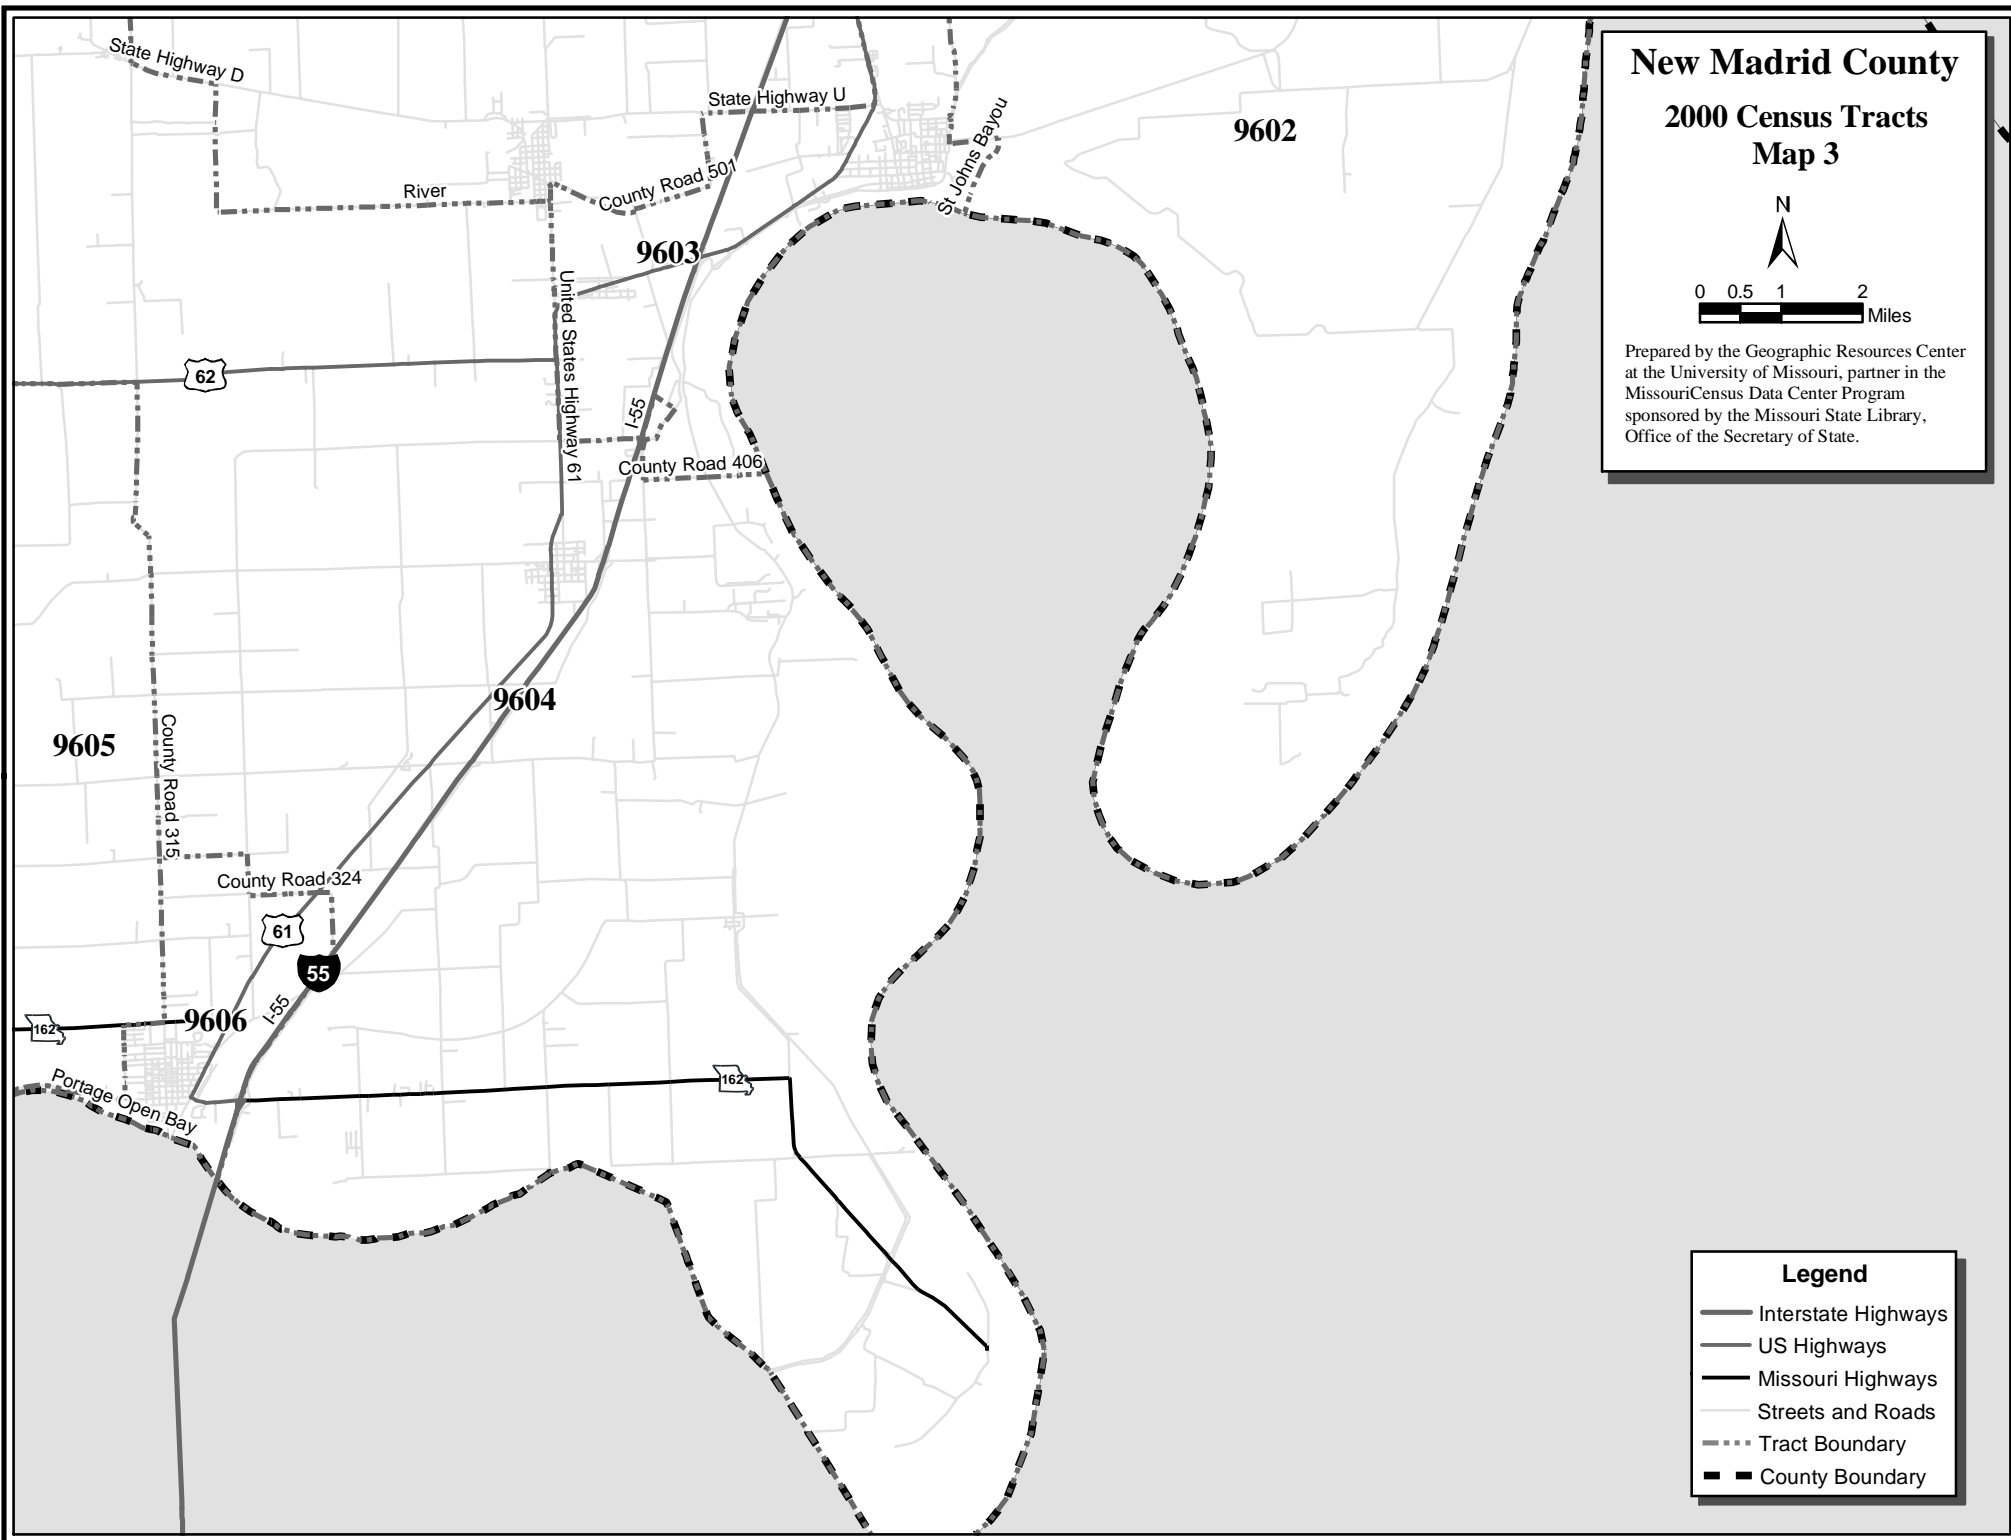 New Madrid County
2000 Census Tracts
Map 3
N
0 0.5 1 2
Miles
Prepared by the Geographic Resources Center
at the University of Missouri, partner in the
MissouriCensus Data Center Program
sponsored by the Missouri State Library,
Office of the Secretary of State.
State Highway D
State Highway U
St Johns Bayou
9602
River
County Road 501
9603
United States Highway 61
62
I-55
County Road 406
9604
9605
County Road 315
County Road 324
61
55
I-55
9606
162
162
Portage Open Bay
Legend
Interstate Highways
US Highways
Missouri Highways
Streets and Roads
Tract Boundary
County Boundary